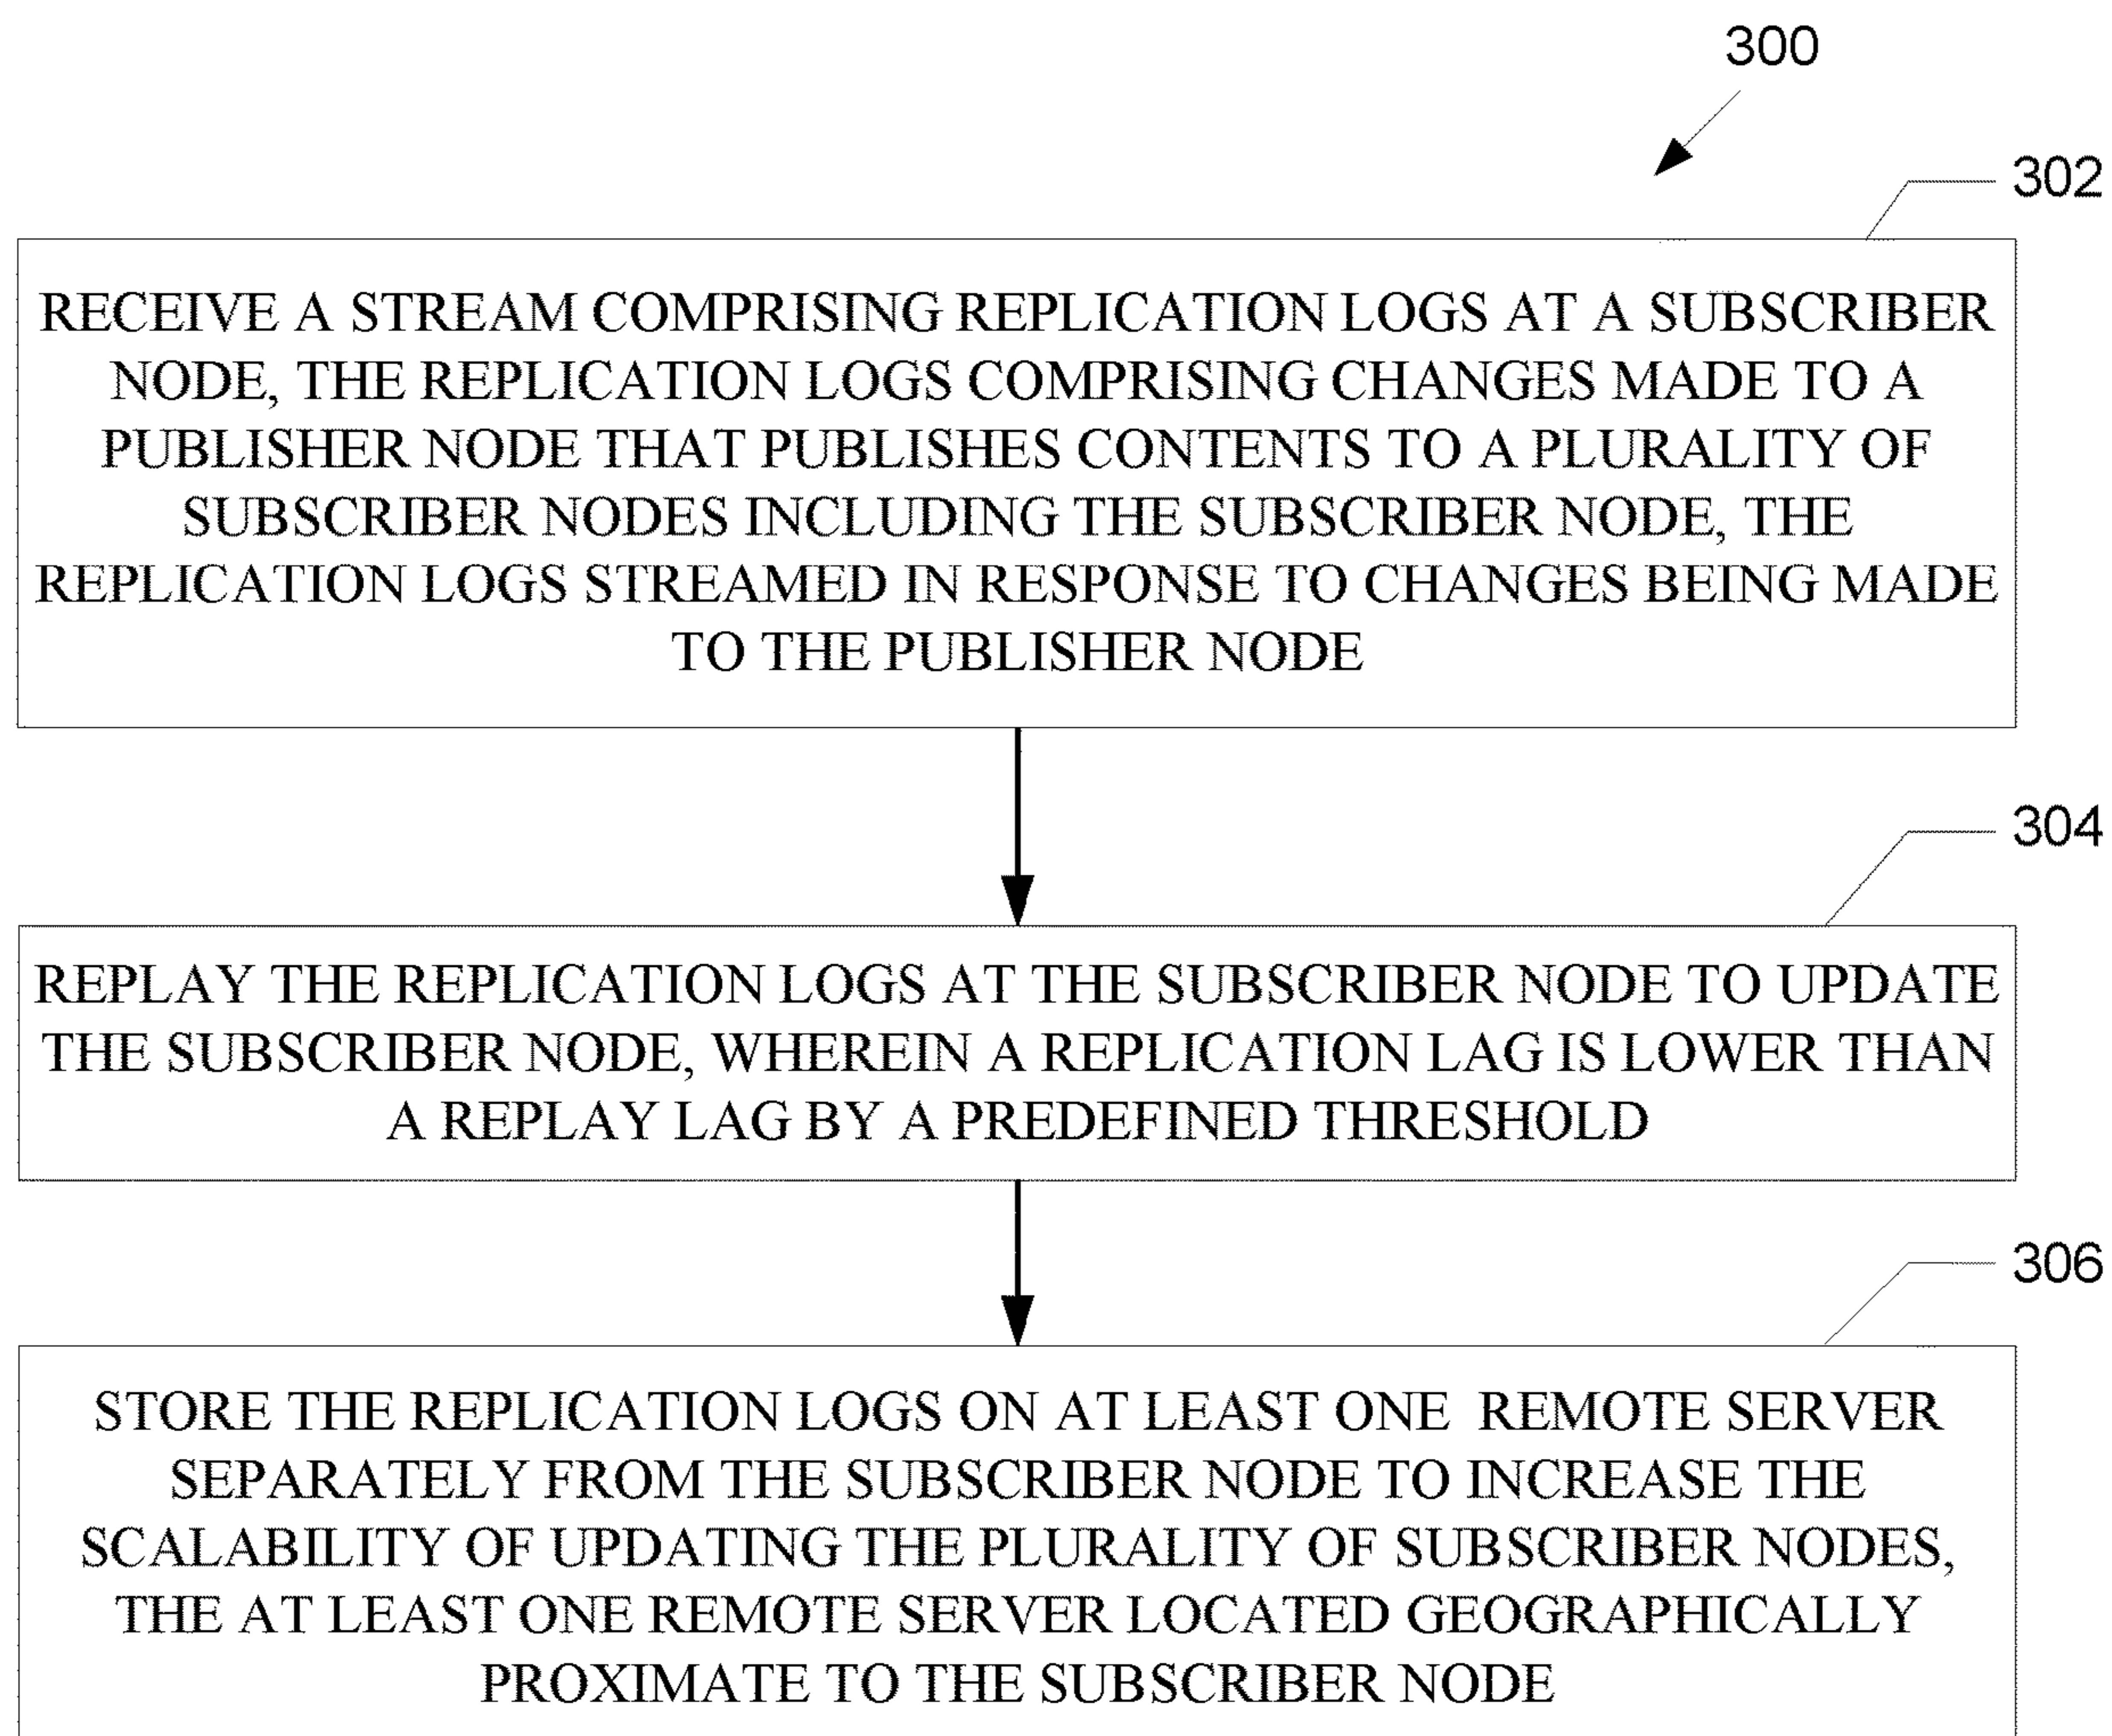 300
302
RECEIVE A STREAM COMPRISING REPLICATION LOGS AT A SUBSCRIBER
NODE, THE REPLICATION LOGS COMPRISING CHANGES MADE TO A
PUBLISHER NODE THAT PUBLISHES CONTENTS TO A PLURALITY OF
SUBSCRIBER NODES INCLUDING THE SUBSCRIBER NODE, THE
REPLICATION LOGS STREAMED IN RESPONSE TO CHANGES BEING MADE
TO THE PUBLISHER NODE
304
REPLAY THE REPLICATION LOGS AT THE SUBSCRIBER NODE TO UPDATE
THE SUBSCRIBER NODE, WHEREIN A REPLICATION LAG IS LOWER THAN
A REPLAY LAG BY A PREDEFINED THRESHOLD
306
STORE THE REPLICATION LOGS ON AT LEAST ONE REMOTE SERVER
SEPARATELY FROM THE SUBSCRIBER NODE TO INCREASE THE
SCALABILITY OF UPDATING THE PLURALITY OF SUBSCRIBER NODES,
THE AT LEAST ONE REMOTE SERVER LOCATED GEOGRAPHICALLY
PROXIMATE TO THE SUBSCRIBER NODE